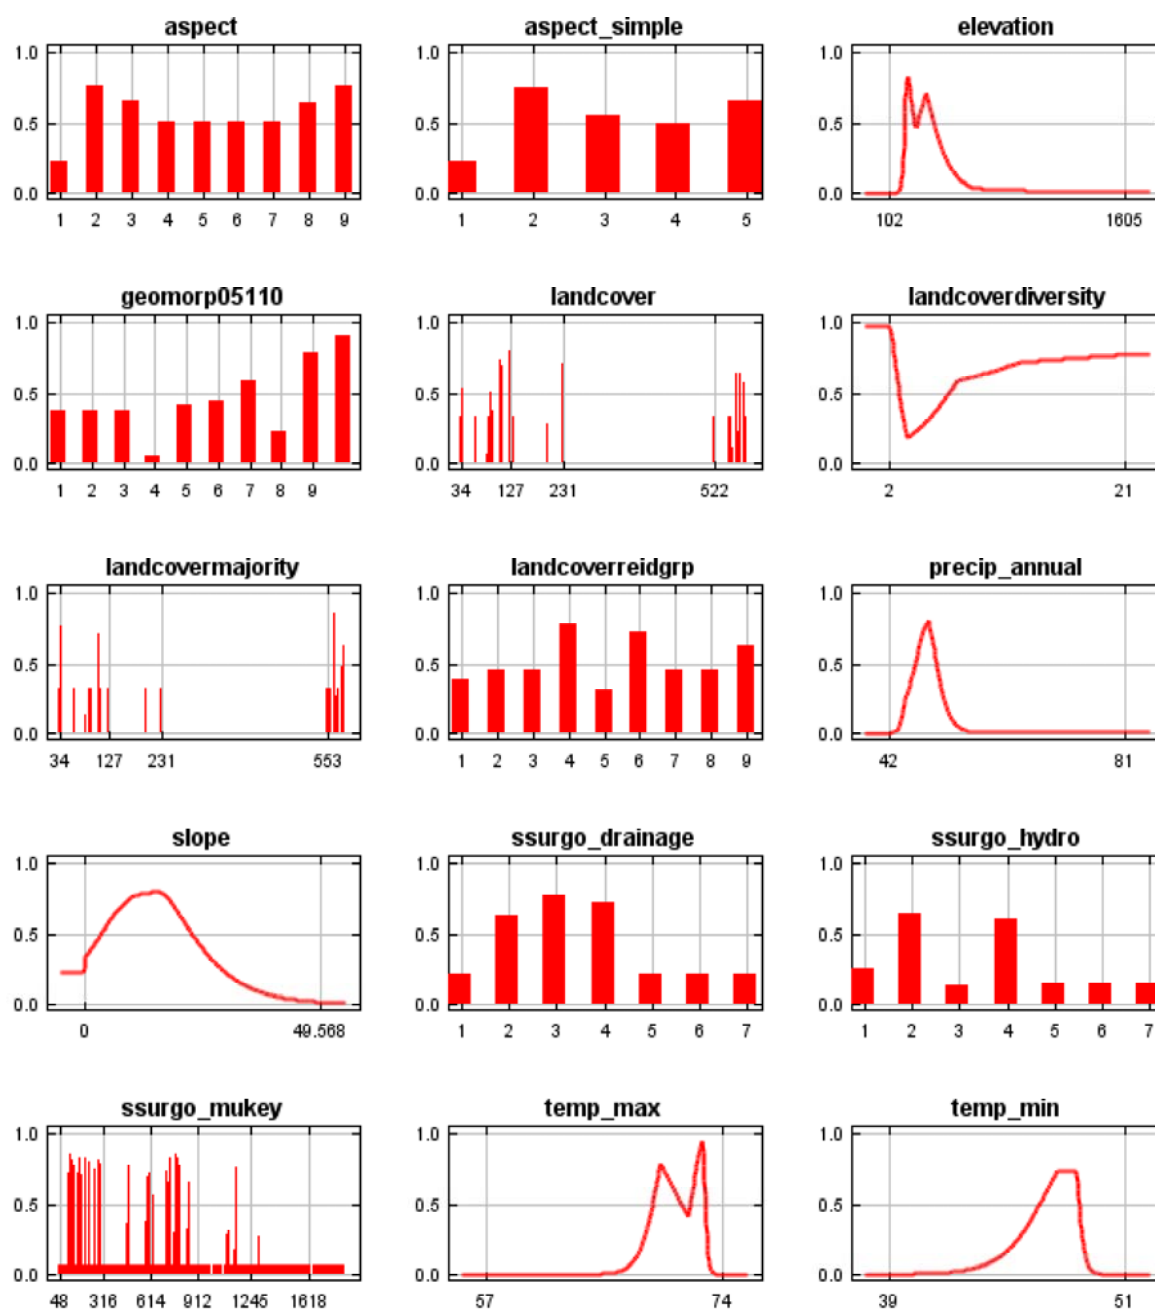 aspect
1.0
0.5
0.0
1 2 3 4 5 6 7 8 9
aspect_simple
1.0
0.5
0.0
1 2 3 4 5
elevation
1.0
0.5
0.0
102 1605
geomorp05110
1.0
0.5
0.0
1 2 3 4 5 6 7 8 9
landcover
1.0
0.5
0.0
34 127 231 522
landcoverdiversity
1.0
0.5
0.0
2 21
landcovermajority
1.0
0.5
0.0
34 127 231 553
landcoverreidgrp
1.0
0.5
0.0
1 2 3 4 5 6 7 8 9
precip_annual
1.0
0.5
0.0
42 81
slope
1.0
0.5
0.0
0 49.568
ssurgo_drainage
1.0
0.5
0.0
1 2 3 4 5 6 7
ssurgo_hydro
1.0
0.5
0.0
1 2 3 4 5 6 7
ssurgo_mukey
1.0
0.5
0.0
48 316 614 912 1245 1618
temp_max
1.0
0.5
0.0
57 74
temp_min
1.0
0.5
0.0
39 51